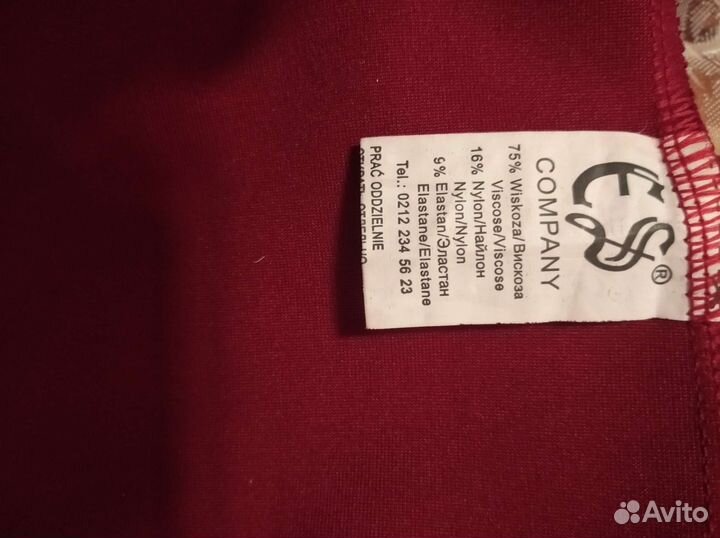 ES®
COMPANY
75% Wiskoza/Вискоза
Viscose/Viscose
16% Nylon/Найлон
Nylon/Nylon
9% Elastan/Эластан
Elastane/Elastane
Tel.: 0212 234 56 23
PRAĆ ODDZIELNIE
Avito